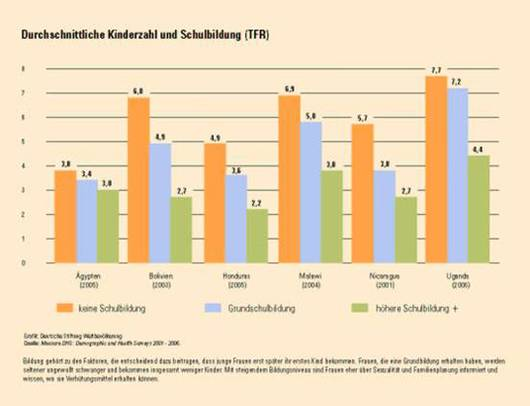 Durchschnittliche Kinderzahl und Schulbildung (TFR)
8
7
6
5
4
3
2
1
0
3,8
3,4
3,0
6,8
4,9
2,7
4,9
3,6
2,2
6,9
5,8
3,8
5,7
3,8
2,7
7,7
7,2
4,4
Ägypten
(2005)
Bolivien
(2003)
Honduras
(2005)
Malawi
(2004)
Nicaragua
(2001)
Uganda
(2006)
keine Schulbildung
Grundschulbildung
höhere Schulbildung +
Grafik: Deutsche Stiftung Weltbevölkerung
Quelle: Measure DHS: Demographic and Health Surveys 2001 - 2006.
Bildung gehört zu den Faktoren, die entscheidend dazu beitragen, dass junge Frauen erst später ihr erstes Kind bekommen. Frauen, die eine Grundbildung erhalten haben, werden
seltener ungewollt schwanger und bekommen insgesamt weniger Kinder. Mit steigendem Bildungsniveau sind Frauen eher über Sexualität und Familienplanung informiert und
wissen, wo sie Verhütungsmittel erhalten können.